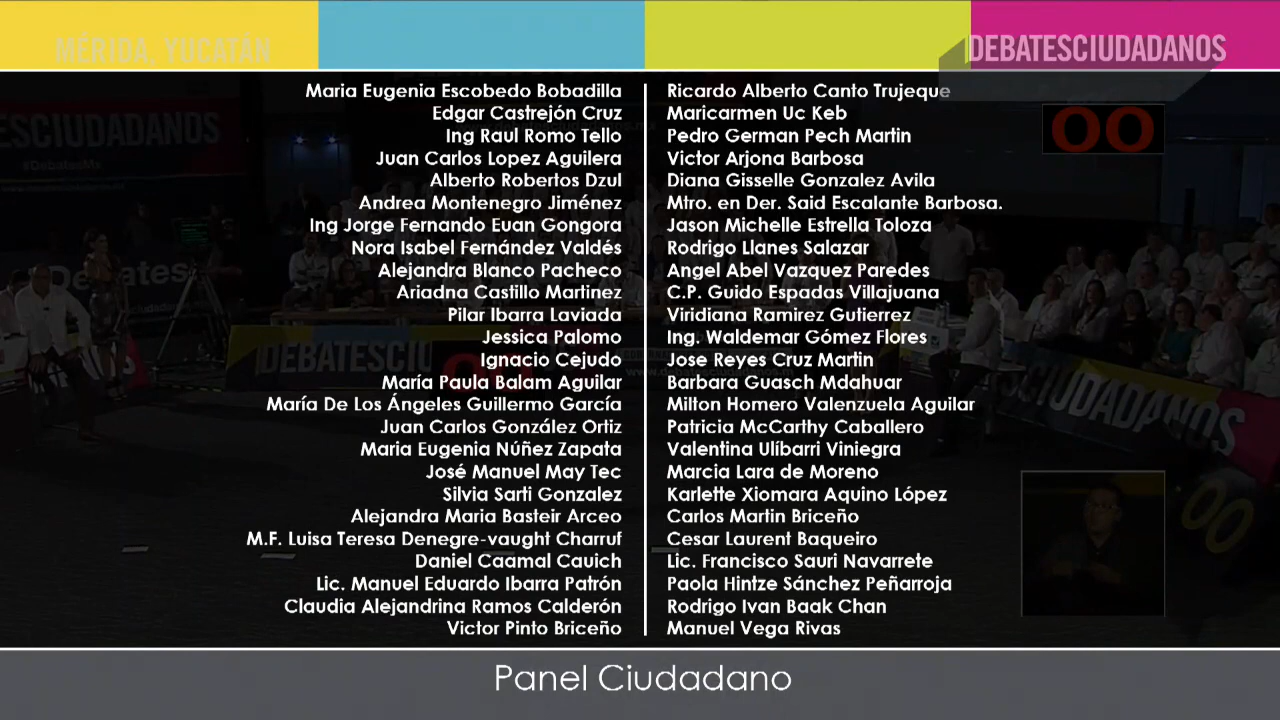 MÉRIDA, YUCATÁN
DEBATESCIUDADANOS
Maria Eugenia Escobedo Bobadilla
Edgar Castrejón Cruz
Ing Raul Romo Tello
Juan Carlos Lopez Aguilera
Alberto Robertos Dzul
Andrea Montenegro Jiménez
Ing Jorge Fernando Euan Gongora
Nora Isabel Fernández Valdés
Alejandra Blanco Pacheco
Ariadna Castillo Martinez
Pilar Ibarra Laviada
Jessica Palomo
Ignacio Cejudo
María Paula Balam Aguilar
María De Los Ángeles Guillermo García
Juan Carlos González Ortiz
Maria Eugenia Núñez Zapata
José Manuel May Tec
Silvia Sarti Gonzalez
Alejandra Maria Basteir Arceo
M.F. Luisa Teresa Denegre-vaught Charruf
Daniel Caamal Cauich
Lic. Manuel Eduardo Ibarra Patrón
Claudia Alejandrina Ramos Calderón
Victor Pinto Briceño
Ricardo Alberto Canto Trujeque
Maricarmen Uc Keb
Pedro German Pech Martin
Victor Arjona Barbosa
Diana Gisselle Gonzalez Avila
Mtro. en Der. Said Escalante Barbosa.
Jason Michelle Estrella Toloza
Rodrigo Llanes Salazar
Angel Abel Vazquez Paredes
C.P. Guido Espadas Villajuana
Viridiana Ramirez Gutierrez
Ing. Waldemar Gómez Flores
Jose Reyes Cruz Martin
Barbara Guasch Mdahuar
Milton Homero Valenzuela Aguilar
Patricia McCarthy Caballero
Valentina Ulíbarri Viniegra
Marcia Lara de Moreno
Karlette Xiomara Aquino López
Carlos Martin Briceño
Cesar Laurent Baqueiro
Lic. Francisco Sauri Navarrete
Paola Hintze Sánchez Peñarroja
Rodrigo Ivan Baak Chan
Manuel Vega Rivas
00
ESCIUDADANOS
#DebatesMx
Debates
DEBATESCIU
00
CIUDADANOS
00
Panel Ciudadano